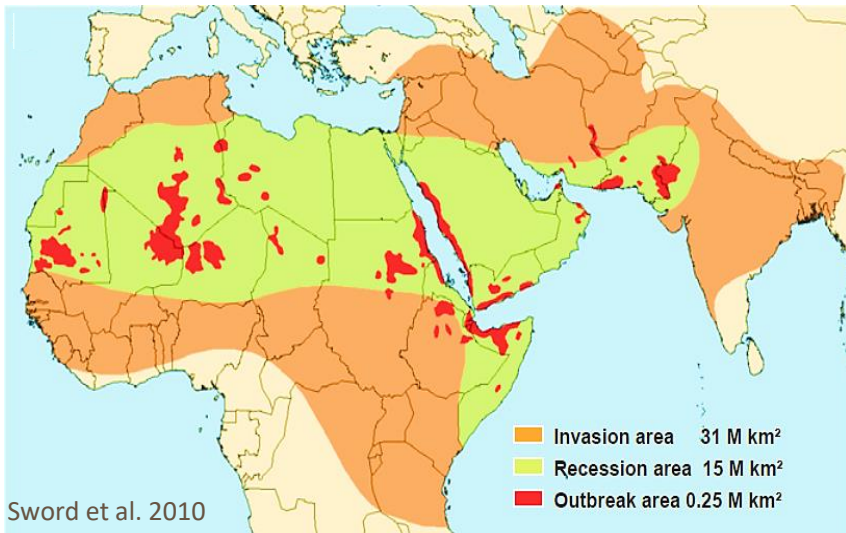 Invasion area 31 M km²
Recession area 15 M km²
Outbreak area 0.25 M km²
Sword et al. 2010